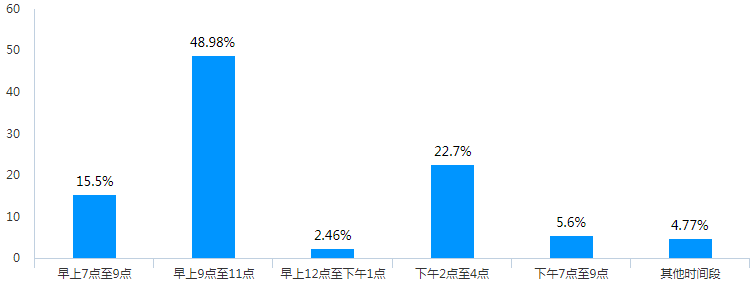 60
50
40
30
20
10
0
15.5%
48.98%
2.46%
22.7%
5.6%
4.77%
早上7点至9点
早上9点至11点
早上12点至下午1点
下午2点至4点
下午7点至9点
其他时间段